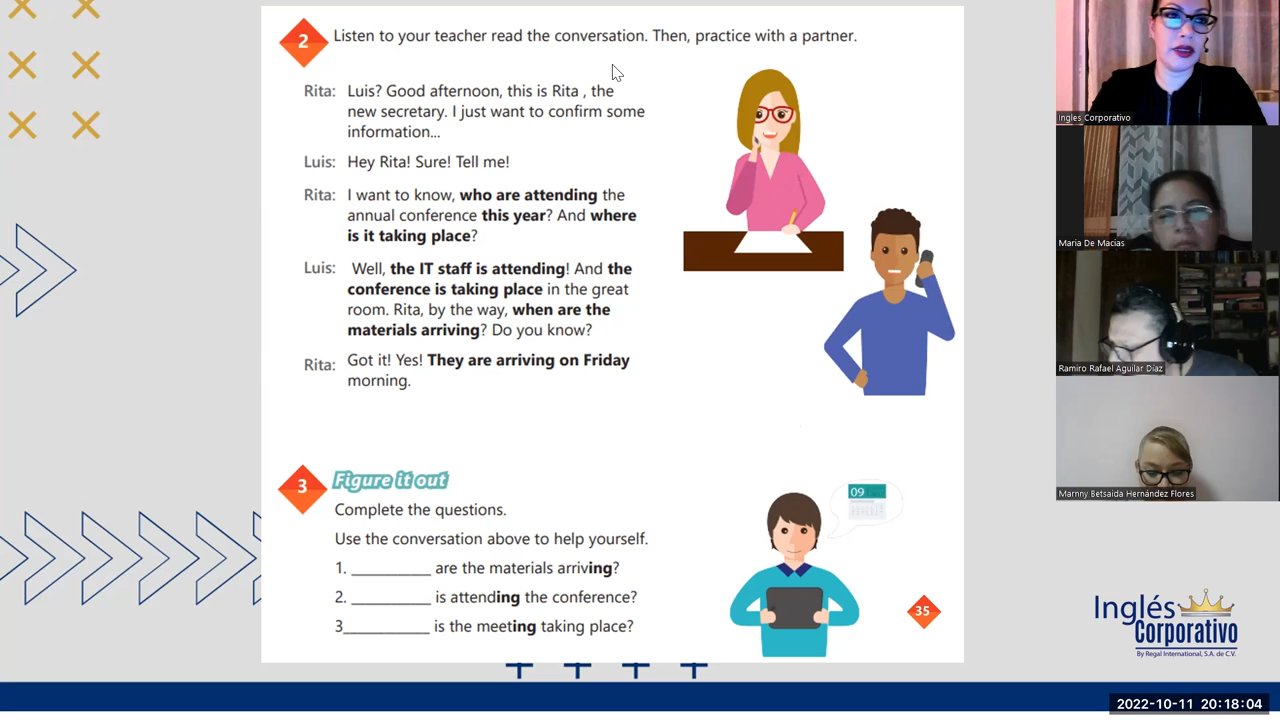 2
Listen to your teacher read the conversation. Then, practice with a partner.
Rita: Luis? Good afternoon, this is Rita , the
new secretary. I just want to confirm some
information...
Luis: Hey Rita! Sure! Tell me!
Rita: I want to know, who are attending the
annual conference this year? And where
is it taking place?
Luis: Well, the IT staff is attending! And the
conference is taking place in the great
room. Rita, by the way, when are the
materials arriving? Do you know?
Rita: Got it! Yes! They are arriving on Friday
morning.
3
Figure it out
Complete the questions.
Use the conversation above to help yourself.
1. ___________ are the materials arriving?
2. ___________ is attending the conference?
3____________ is the meeting taking place?
09
35
Ingles Corporativo
Maria De Macias
Ramiro Rafael Aguilar Díaz
Marnny Betsaida Hernández Flores
Inglés
Corporativo
By Regal International, S.A. de C.V.
2022-10-11 20:18:04